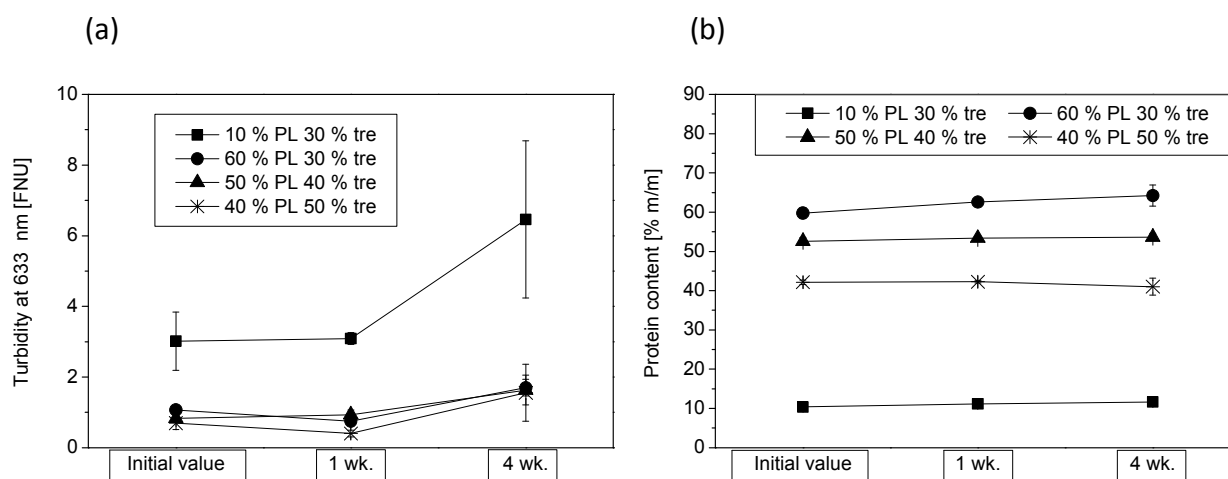 (a)
Turbidity at 633 nm [FNU]
10
8
6
4
2
0
10 % PL 30 % tre
60 % PL 30 % tre
50 % PL 40 % tre
40 % PL 50 % tre
Initial value
1 wk.
4 wk.
(b)
Protein content [% m/m]
90
80
70
60
50
40
30
20
10
0
10 % PL 30 % tre
60 % PL 30 % tre
50 % PL 40 % tre
40 % PL 50 % tre
Initial value
1 wk.
4 wk.